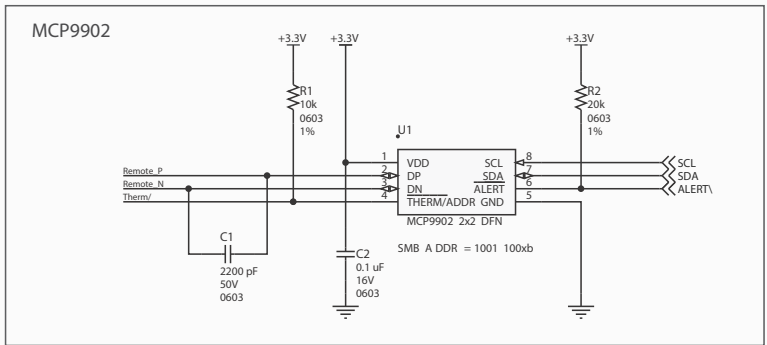 MCP9902
+3.3V
+3.3V
+3.3V
R1
10k
0603
1%
R2
20k
0603
1%
U1
1
VDD
SCL
8
SCL
Remote_P
2
DP
SDA
7
SDA
Remote_N
3
DN
ALERT
6
ALERT\
Therm/
4
THERM/ADDR
GND
5
MCP9902 2x2 DFN
SMB A DDR = 1001 100xb
C1
2200 pF
50V
0603
C2
0.1 uF
16V
0603